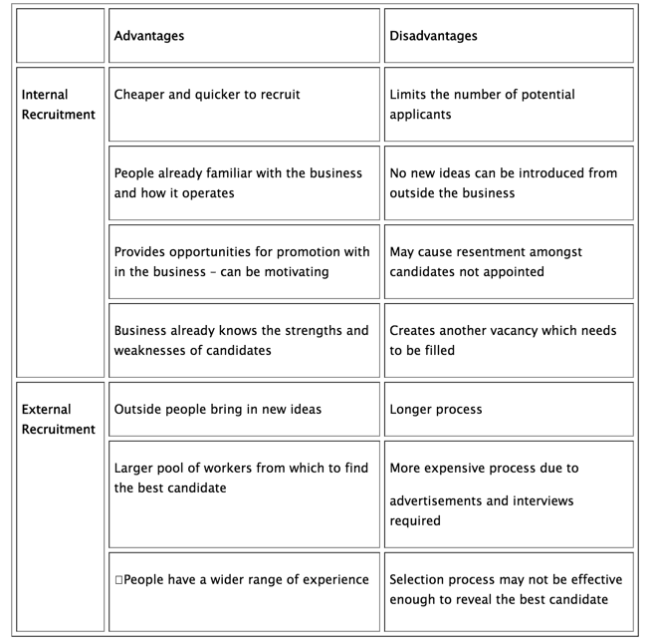 Advantages
Disadvantages
Internal
Recruitment
Cheaper and quicker to recruit
Limits the number of potential
applicants
People already familiar with the business
and how it operates
No new ideas can be introduced from
outside the business
Provides opportunities for promotion with
in the business – can be motivating
May cause resentment amongst
candidates not appointed
Business already knows the strengths and
weaknesses of candidates
Creates another vacancy which needs
to be filled
External
Recruitment
Outside people bring in new ideas
Longer process
Larger pool of workers from which to find
the best candidate
More expensive process due to
advertisements and interviews
required
□People have a wider range of experience
Selection process may not be effective
enough to reveal the best candidate